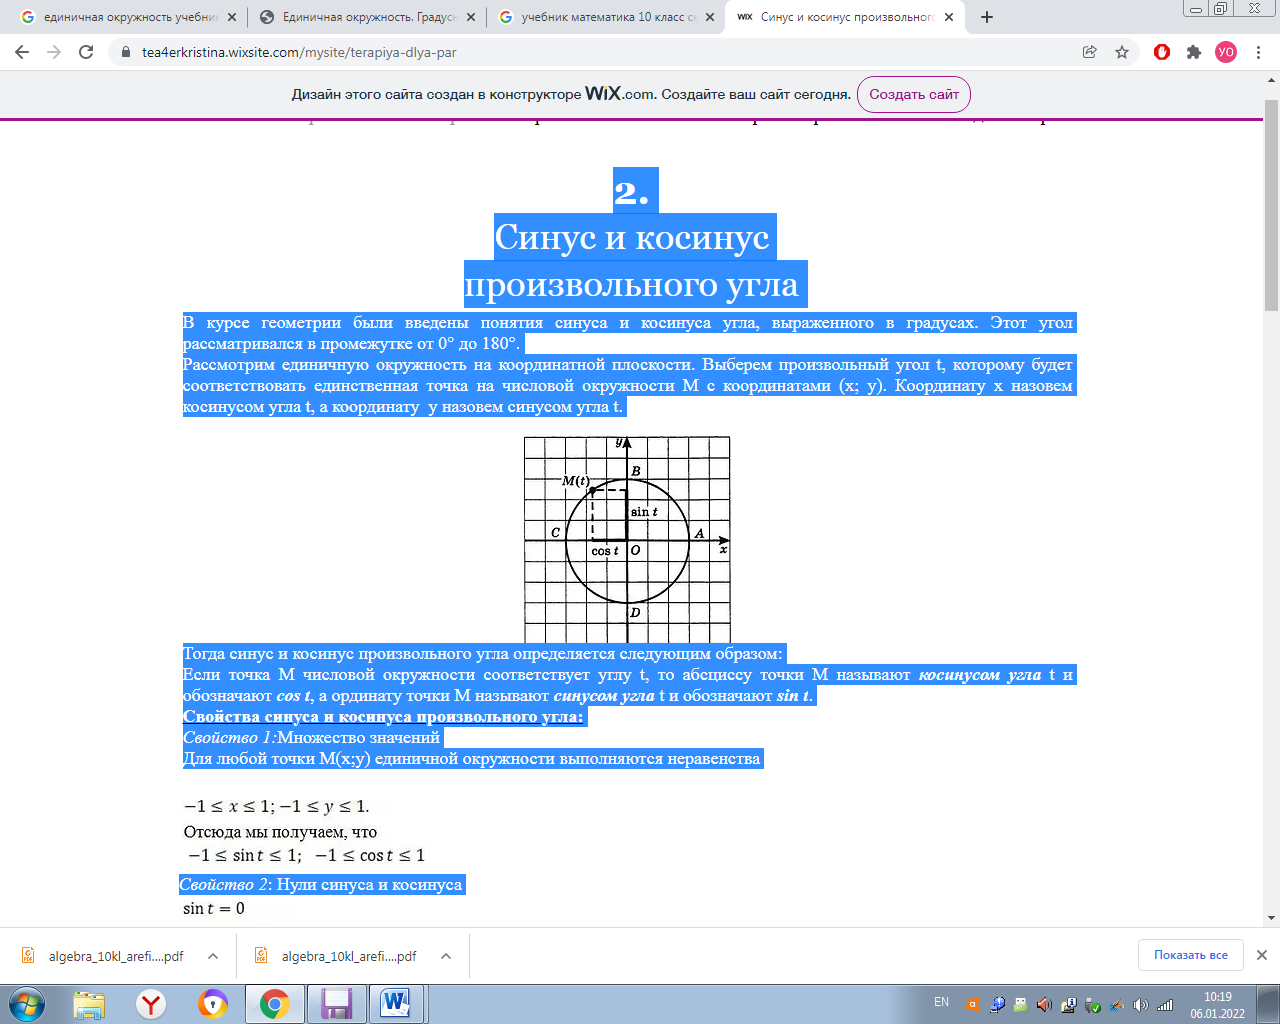 единичная окружность учебни
Единичная окружность. Градусн
учебник математика 10 класс с
WIX Синус и косинус произвольного
tea4erkristina.wixsite.com/mysite/terapiya-dlya-par
УО
Дизайн этого сайта создан в конструкторе WiX.com. Создайте ваш сайт сегодня.
Создать сайт
2.
Синус и косинус
произвольного угла
В курсе геометрии были введены понятия синуса и косинуса угла, выраженного в градусах. Этот угол
рассматривался в промежутке от 0° до 180°.
Рассмотрим единичную окружность на координатной плоскости. Выберем произвольный угол t, которому будет
соответствовать единственная точка на числовой окружности М с координатами (х; у). Координату х назовем
косинусом угла t, а координату у назовем синусом угла t.
y
B
M(t)
sin t
C
A
cos t
O
x
D
Тогда синус и косинус произвольного угла определяется следующим образом:
Если точка М числовой окружности соответствует углу t, то абсциссу точки М называют косинусом угла t и
обозначают cos t, а ординату точки М называют синусом угла t и обозначают sin t.
Свойства синуса и косинуса произвольного угла:
Свойство 1:Множество значений
Для любой точки М(х;у) единичной окружности выполняются неравенства
−1 ≤ x ≤ 1; −1 ≤ y ≤ 1.
Отсюда мы получаем, что
−1 ≤ sin t ≤ 1; −1 ≤ cos t ≤ 1
Свойство 2: Нули синуса и косинуса
sin t = 0
algebra_10kl_arefi....pdf
algebra_10kl_arefi....pdf
Показать все
EN
10:19
06.01.2022